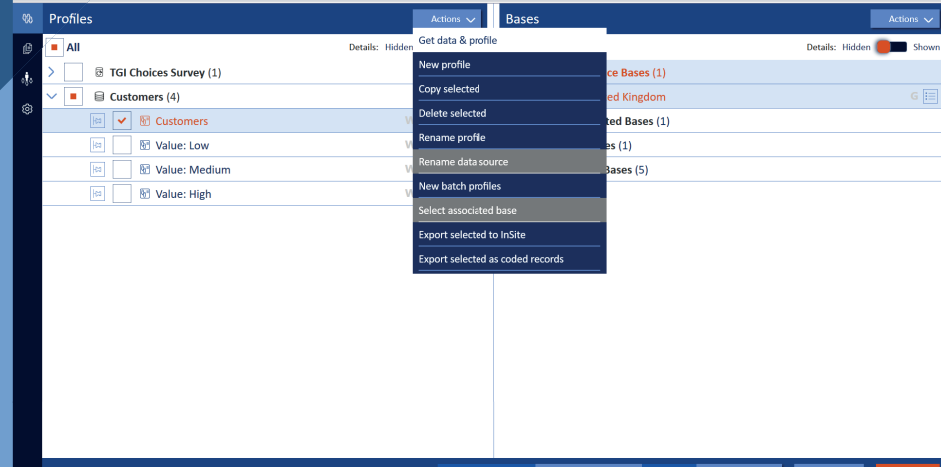 Profiles
Actions
Bases
Actions
All
Details: Hidden
Details: Hidden
Shown
Get data & profile
New profile
Copy selected
Delete selected
Rename profile
Rename data source
New batch profiles
Select associated base
Export selected to InSite
Export selected as coded records
TGI Choices Survey (1)
Customers (4)
Customers
Value: Low
Value: Medium
Value: High
ce Bases (1)
ed Kingdom
G
ted Bases (1)
es (1)
Bases (5)